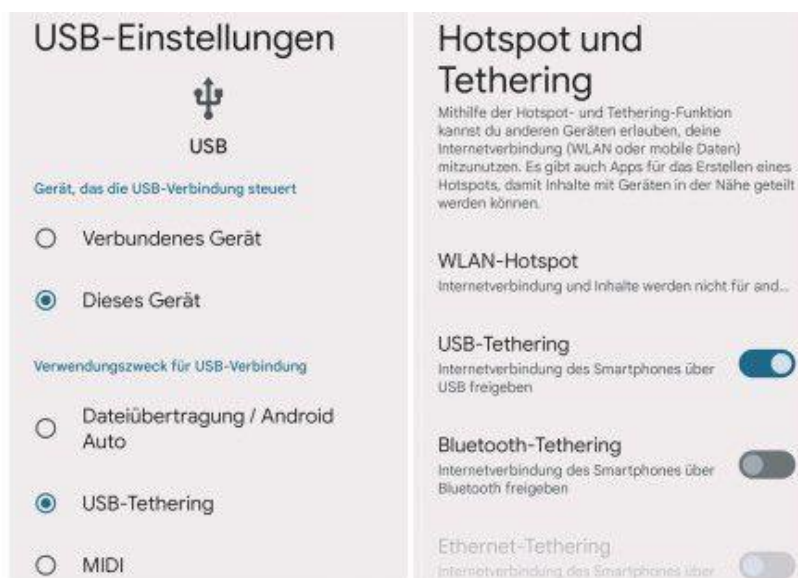 USB-Einstellungen
USB
Gerät, das die USB-Verbindung steuert
Verbundenes Gerät
Dieses Gerät
Verwendungszweck für USB-Verbindung
Dateiübertragung / Android
Auto
USB-Tethering
MIDI
Hotspot und
Tethering
Mithilfe der Hotspot- und Tethering-Funktion
kannst du anderen Geräten erlauben, deine
Internetverbindung (WLAN oder mobile Daten)
mitzunutzen. Es gibt auch Apps für das Erstellen eines
Hotspots, damit Inhalte mit Geräten in der Nähe geteilt
werden können.
WLAN-Hotspot
Internetverbindung und Inhalte werden nicht für and...
USB-Tethering
Internetverbindung des Smartphones über
USB freigeben
Bluetooth-Tethering
Internetverbindung des Smartphones über
Bluetooth freigeben
Ethernet-Tethering
Internetverbindung des Smartphones über